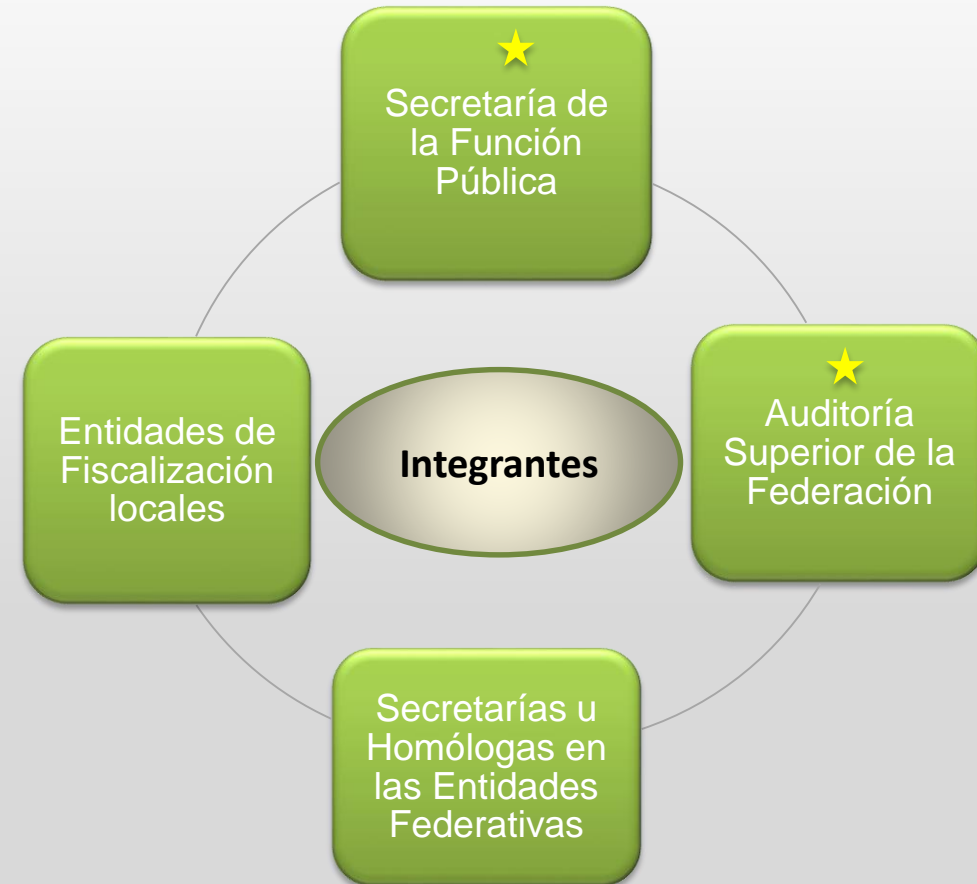 Secretaría de
la Función
Pública
Entidades de
Fiscalización
locales
Integrantes
Auditoría
Superior de la
Federación
Secretarías u
Homólogas en
las Entidades
Federativas